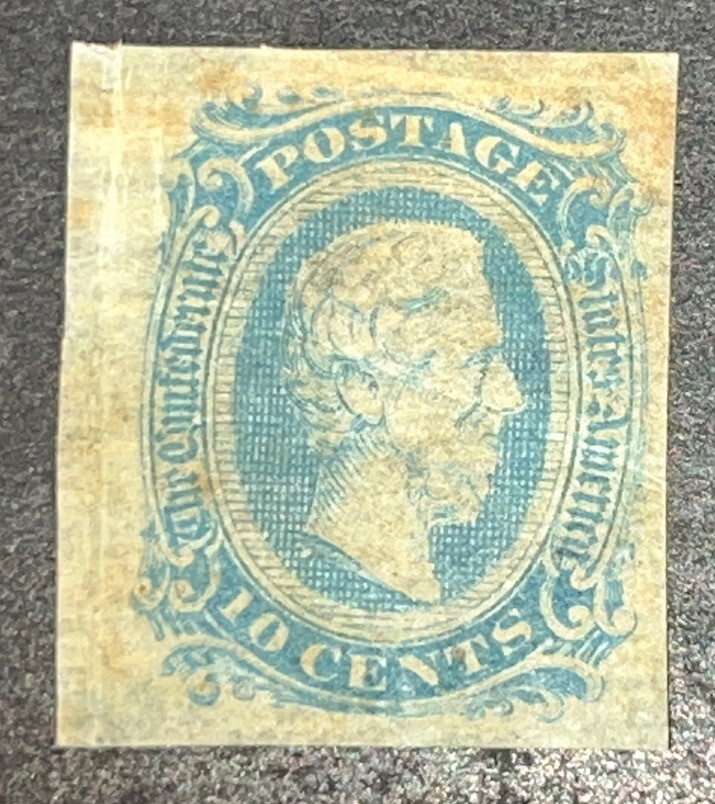 POSTAGE
The Confederate
States America
10 CENTS